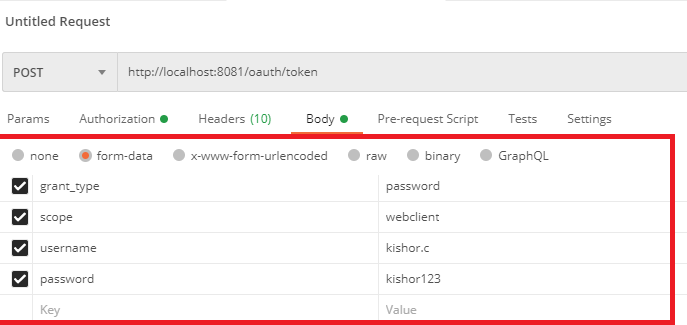 Untitled Request
POST http://localhost:8081/oauth/token
Params Authorization Headers (10) Body Pre-request Script Tests Settings
none form-data x-www-form-urlencoded raw binary GraphQL
grant_type password
scope webclient
username kishor.c
password kishor123
Key Value